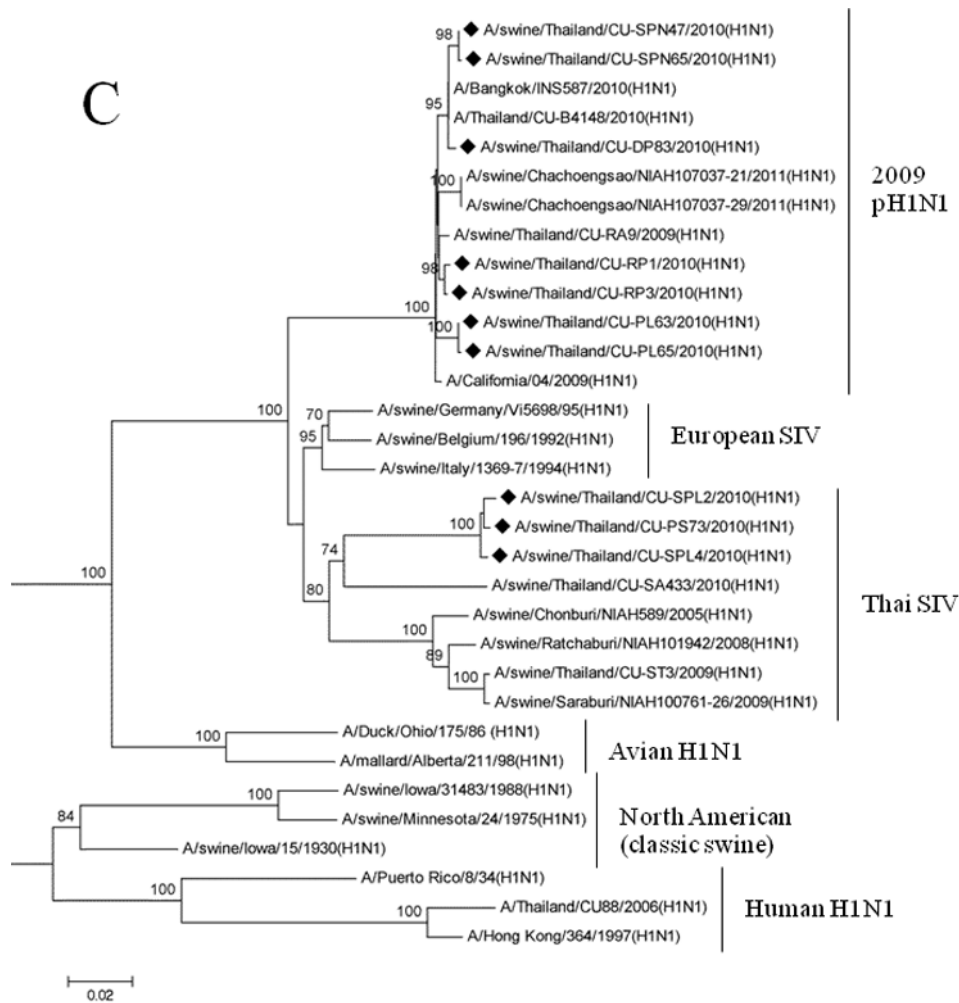 C
98
A/swine/Thailand/CU-SPN47/2010(H1N1)
A/swine/Thailand/CU-SPN65/2010(H1N1)
A/Bangkok/INS587/2010(H1N1)
95
A/Thailand/CU-B4148/2010(H1N1)
A/swine/Thailand/CU-DP83/2010(H1N1)
100
A/swine/Chachoengsao/NIAH107037-21/2011(H1N1)
2009
pH1N1
A/swine/Chachoengsao/NIAH107037-29/2011(H1N1)
A/swine/Thailand/CU-RA9/2009(H1N1)
98
A/swine/Thailand/CU-RP1/2010(H1N1)
A/swine/Thailand/CU-RP3/2010(H1N1)
100
100
A/swine/Thailand/CU-PL63/2010(H1N1)
A/swine/Thailand/CU-PL65/2010(H1N1)
A/California/04/2009(H1N1)
100
70
A/swine/Germany/Vi5698/95(H1N1)
95
A/swine/Belgium/196/1992(H1N1)
European SIV
A/swine/Italy/1369-7/1994(H1N1)
A/swine/Thailand/CU-SPL2/2010(H1N1)
100
A/swine/Thailand/CU-PS73/2010(H1N1)
74
A/swine/Thailand/CU-SPL4/2010(H1N1)
100
80
A/swine/Thailand/CU-SA433/2010(H1N1)
Thai SIV
A/swine/Chonburi/NIAH589/2005(H1N1)
100
89
A/swine/Ratchaburi/NIAH101942/2008(H1N1)
100
A/swine/Thailand/CU-ST3/2009(H1N1)
A/swine/Saraburi/NIAH100761-26/2009(H1N1)
100
A/Duck/Ohio/175/86 (H1N1)
A/mallard/Alberta/211/98(H1N1)
Avian H1N1
100
A/swine/Iowa/31483/1988(H1N1)
84
A/swine/Minnesota/24/1975(H1N1)
A/swine/Iowa/15/1930(H1N1)
North American
(classic swine)
100
A/Puerto Rico/8/34(H1N1)
100
A/Thailand/CU88/2006(H1N1)
A/Hong Kong/364/1997(H1N1)
Human H1N1
0.02